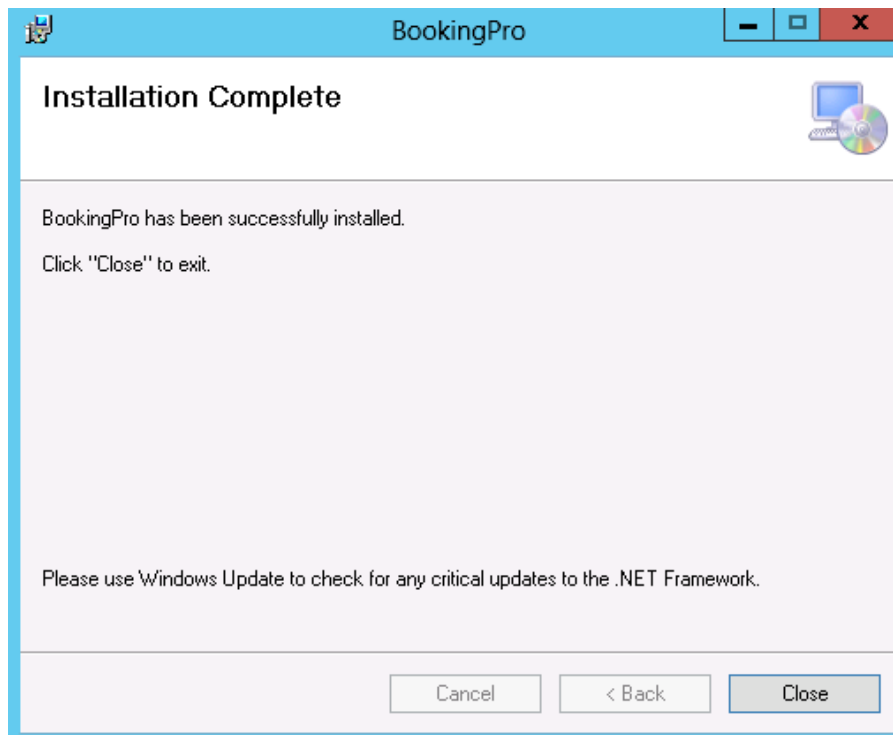 BookingPro
Installation Complete
BookingPro has been successfully installed.
Click "Close" to exit.
Please use Windows Update to check for any critical updates to the .NET Framework.
Cancel
< Back
Close